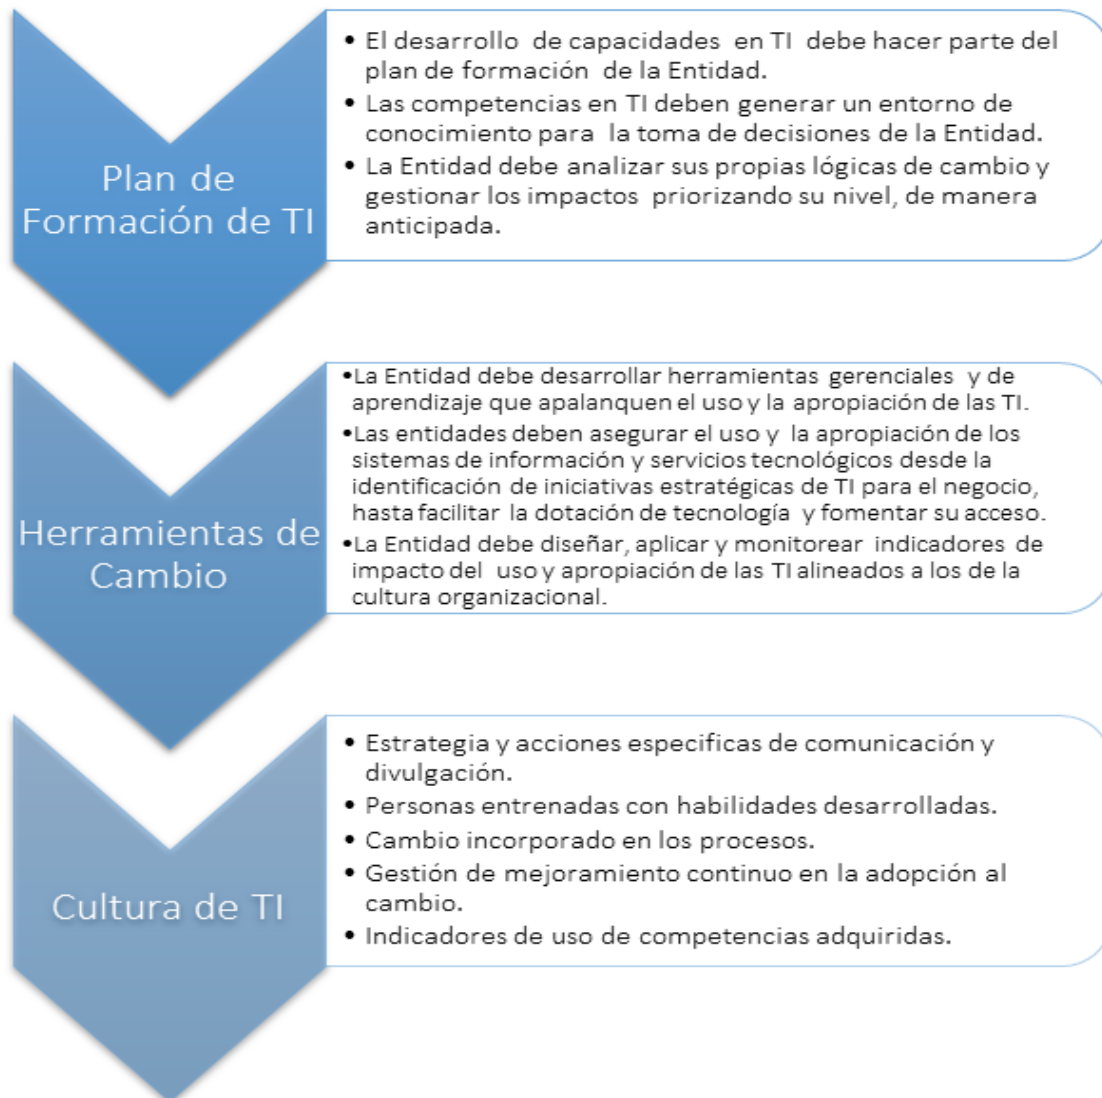 Plan de
Formación de TI
• El desarrollo de capacidades en TI debe hacer parte del
plan de formación de la Entidad.
• Las competencias en TI deben generar un entorno de
conocimiento para la toma de decisiones de la Entidad.
• La Entidad debe analizar sus propias lógicas de cambio y
gestionar los impactos priorizando su nivel, de manera
anticipada.
Herramientas de
Cambio
•La Entidad debe desarrollar herramientas gerenciales y de
aprendizaje que apalanquen el uso y la apropiación de las TI.
•Las entidades deben asegurar el uso y la apropiación de los
sistemas de información y servicios tecnológicos desde la
identificación de iniciativas estratégicas de TI para el negocio,
hasta facilitar la dotación de tecnología y fomentar su acceso.
•La Entidad debe diseñar, aplicar y monitorear indicadores de
impacto del uso y apropiación de las TI alineados a los de la
cultura organizacional.
Cultura de TI
• Estrategia y acciones especificas de comunicación y
divulgación.
• Personas entrenadas con habilidades desarrolladas.
• Cambio incorporado en los procesos.
• Gestión de mejoramiento continuo en la adopción al
cambio.
• Indicadores de uso de competencias adquiridas.